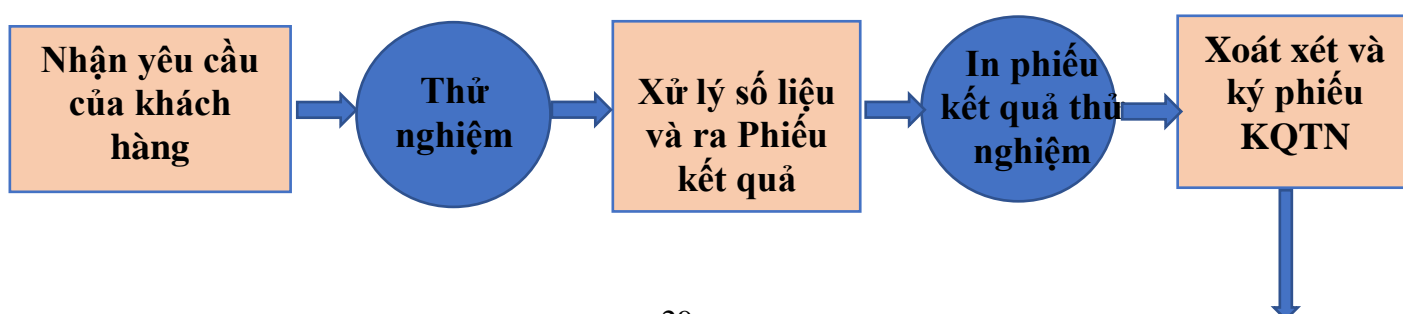 Nhận yêu cầu
của khách
hàng
Thử
nghiệm
Xử lý số liệu
và ra Phiếu
kết quả
In phiếu
kết quả thủ
nghiệm
Xoát xét và
ký phiếu
KQTN